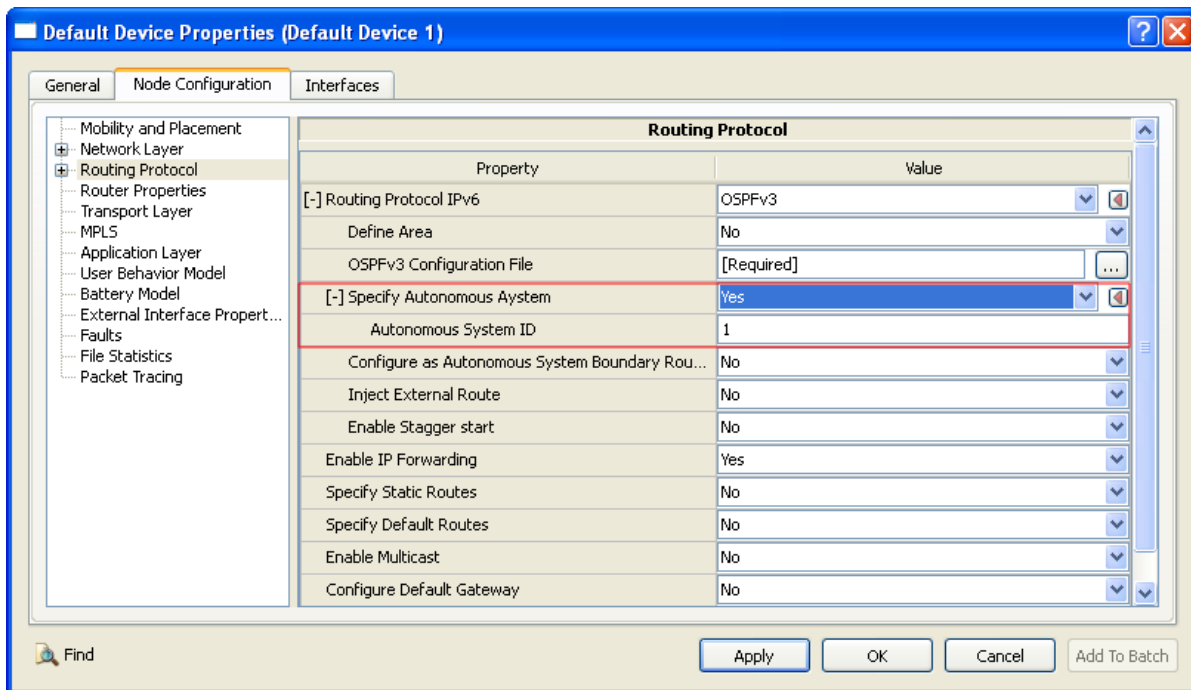 Default Device Properties (Default Device 1)
General Node Configuration Interfaces
Mobility and Placement
Network Layer
Routing Protocol
Router Properties
Transport Layer
MPLS
Application Layer
User Behavior Model
Battery Model
External Interface Propert...
Faults
File Statistics
Packet Tracing
Routing Protocol
Property Value
[-] Routing Protocol IPv6 OSPFv3
Define Area No
OSPFv3 Configuration File [Required] ...
[-] Specify Autonomous Aystem Yes
Autonomous System ID 1
Configure as Autonomous System Boundary Rou... No
Inject External Route No
Enable Stagger start No
Enable IP Forwarding Yes
Specify Static Routes No
Specify Default Routes No
Enable Multicast No
Configure Default Gateway No
Find Apply OK Cancel Add To Batch